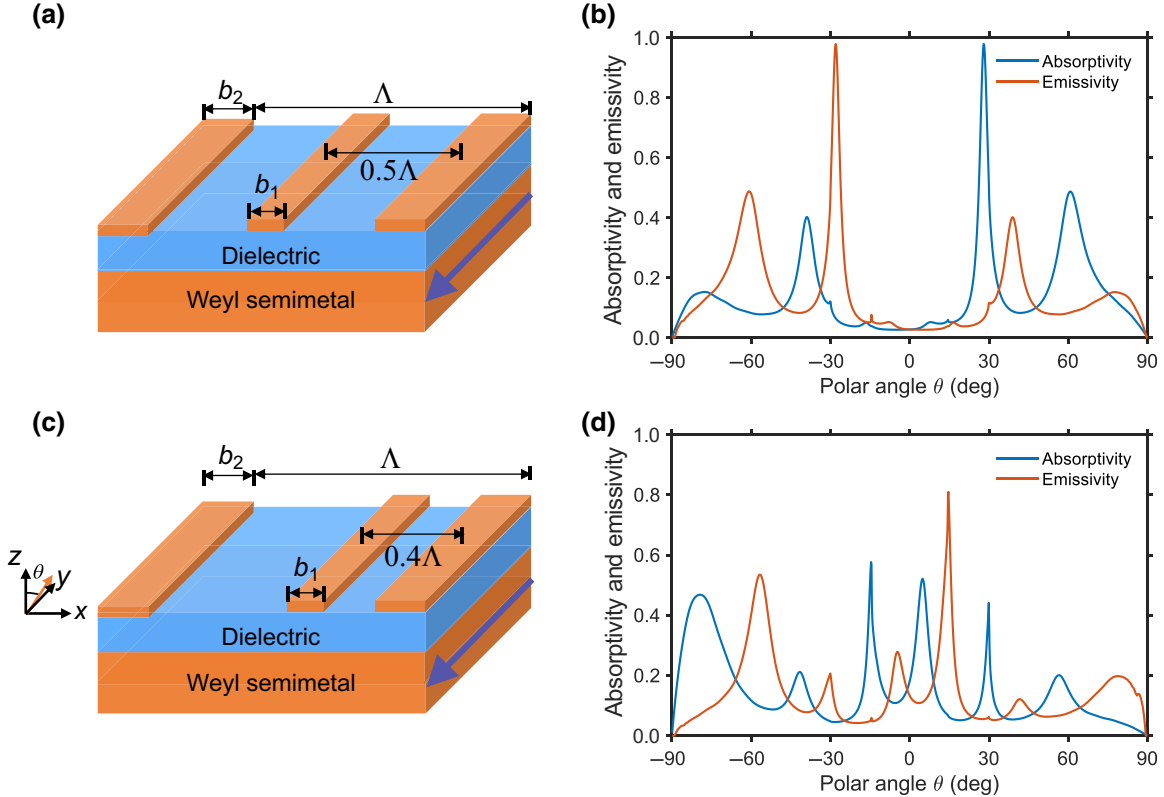 (a)
b2
Λ
0.5Λ
b1
Dielectric
Weyl semimetal
(b)
Absorptivity and emissivity
1.0
0.8
0.6
0.4
0.2
0.0
Absorptivity
Emissivity
−90
−60
−30
0
30
60
90
Polar angle θ (deg)
(c)
b2
Λ
0.4Λ
b1
z
θ
y
x
Dielectric
Weyl semimetal
(d)
Absorptivity and emissivity
1.0
0.8
0.6
0.4
0.2
0.0
Absorptivity
Emissivity
−90
−60
−30
0
30
60
90
Polar angle θ (deg)